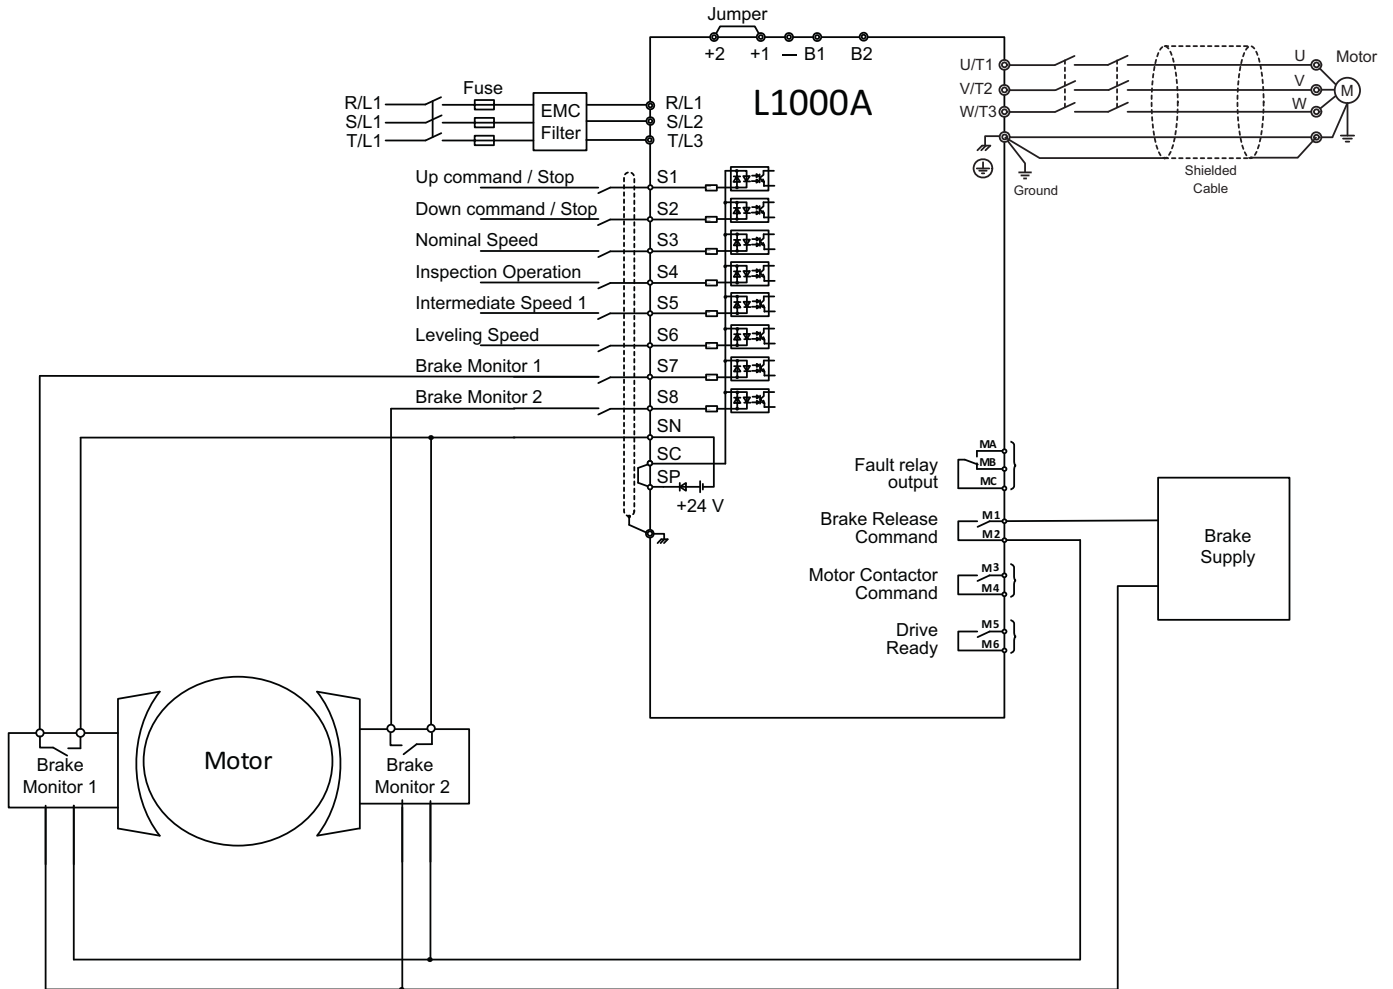 Jumper
+2 +1 — B1 B2
L1000A
U/T1
V/T2
W/T3
U
V
W
Motor
M
Ground
Shielded
Cable
Fuse
R/L1
S/L1
T/L1
EMC
Filter
R/L1
S/L2
T/L3
Up command / Stop S1
Down command / Stop S2
Nominal Speed S3
Inspection Operation S4
Intermediate Speed 1 S5
Leveling Speed S6
Brake Monitor 1 S7
Brake Monitor 2 S8
SN
SC
SP
+24 V
Fault relay
output
MA
MB
MC
Brake Release
Command
M1
M2
Motor Contactor
Command
M3
M4
Drive
Ready
M5
M6
Brake
Supply
Brake
Monitor 1
Motor
Brake
Monitor 2